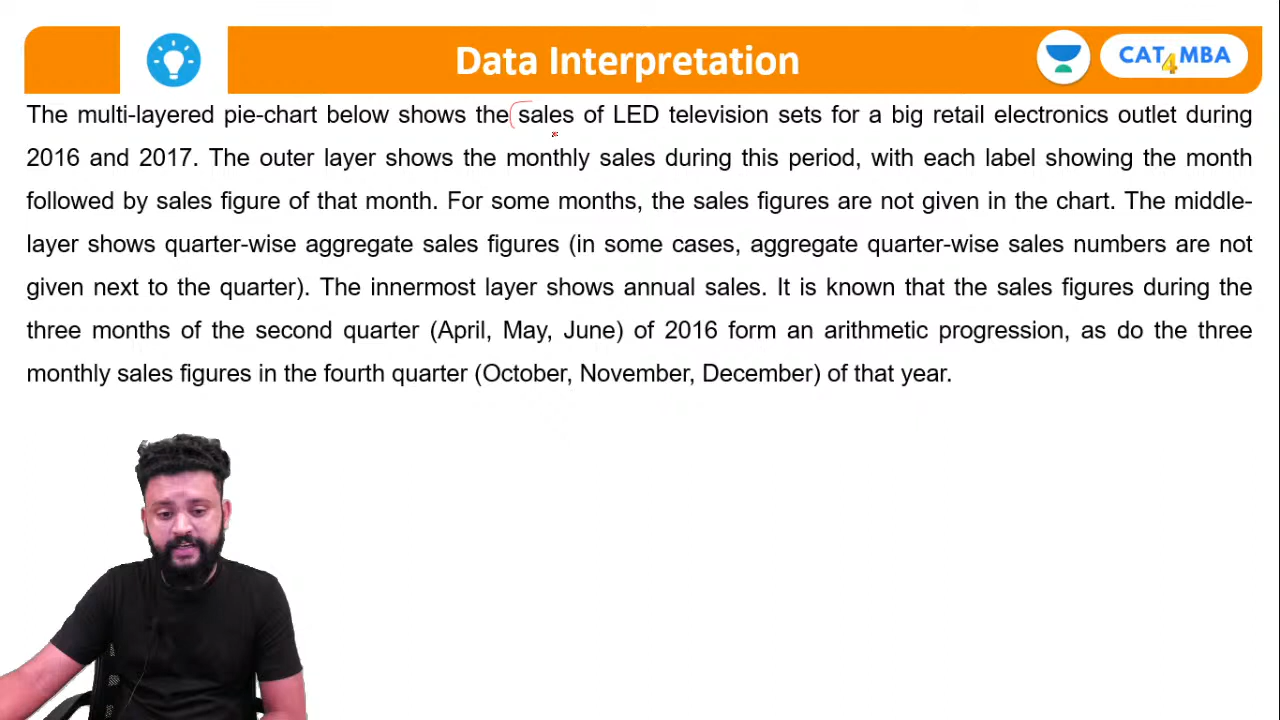 Data Interpretation
CAT4MBA
The multi-layered pie-chart below shows the sales of LED television sets for a big retail electronics outlet during
2016 and 2017. The outer layer shows the monthly sales during this period, with each label showing the month
followed by sales figure of that month. For some months, the sales figures are not given in the chart. The middle-
layer shows quarter-wise aggregate sales figures (in some cases, aggregate quarter-wise sales numbers are not
given next to the quarter). The innermost layer shows annual sales. It is known that the sales figures during the
three months of the second quarter (April, May, June) of 2016 form an arithmetic progression, as do the three
monthly sales figures in the fourth quarter (October, November, December) of that year.